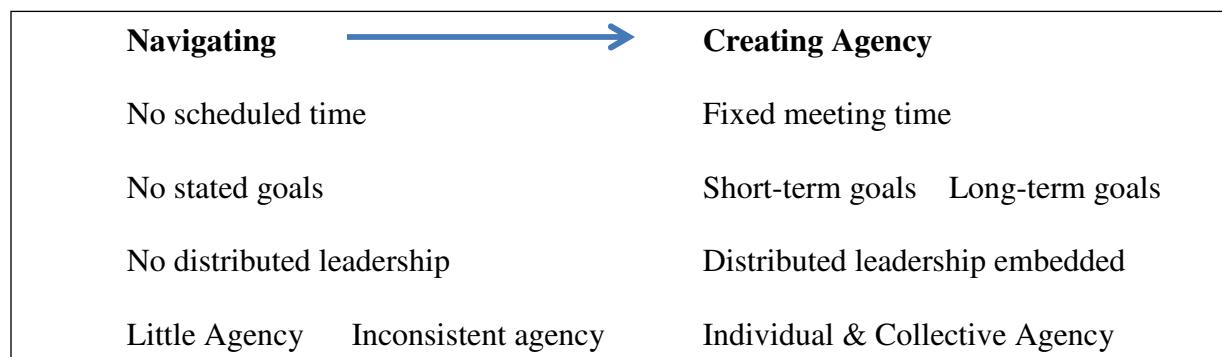 Navigating Creating Agency
No scheduled time Fixed meeting time
No stated goals Short-term goals Long-term goals
No distributed leadership Distributed leadership embedded
Little Agency Inconsistent agency Individual & Collective Agency